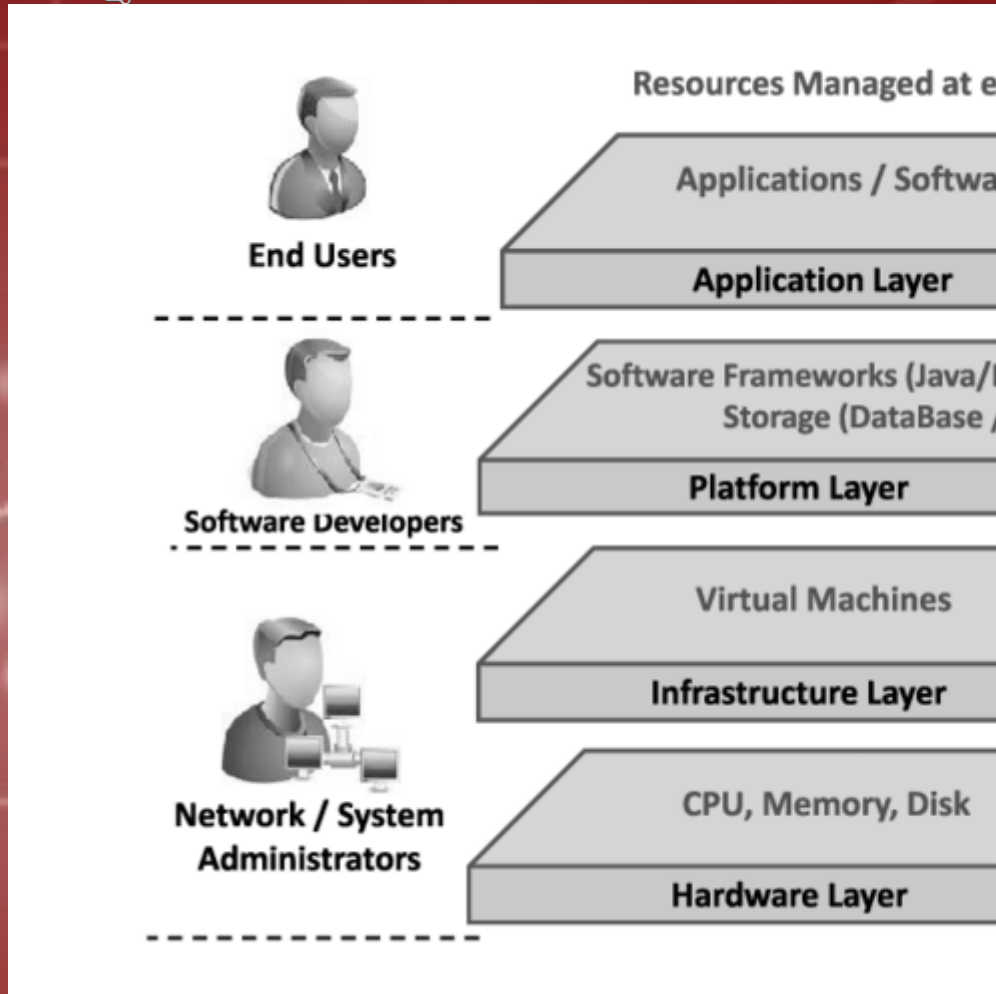 Resources Managed at e
Applications / Softwa
End Users
Application Layer
Software Frameworks (Java/
Storage (DataBase /
Platform Layer
Software Developers
Virtual Machines
Infrastructure Layer
Network / System
Administrators
CPU, Memory, Disk
Hardware Layer